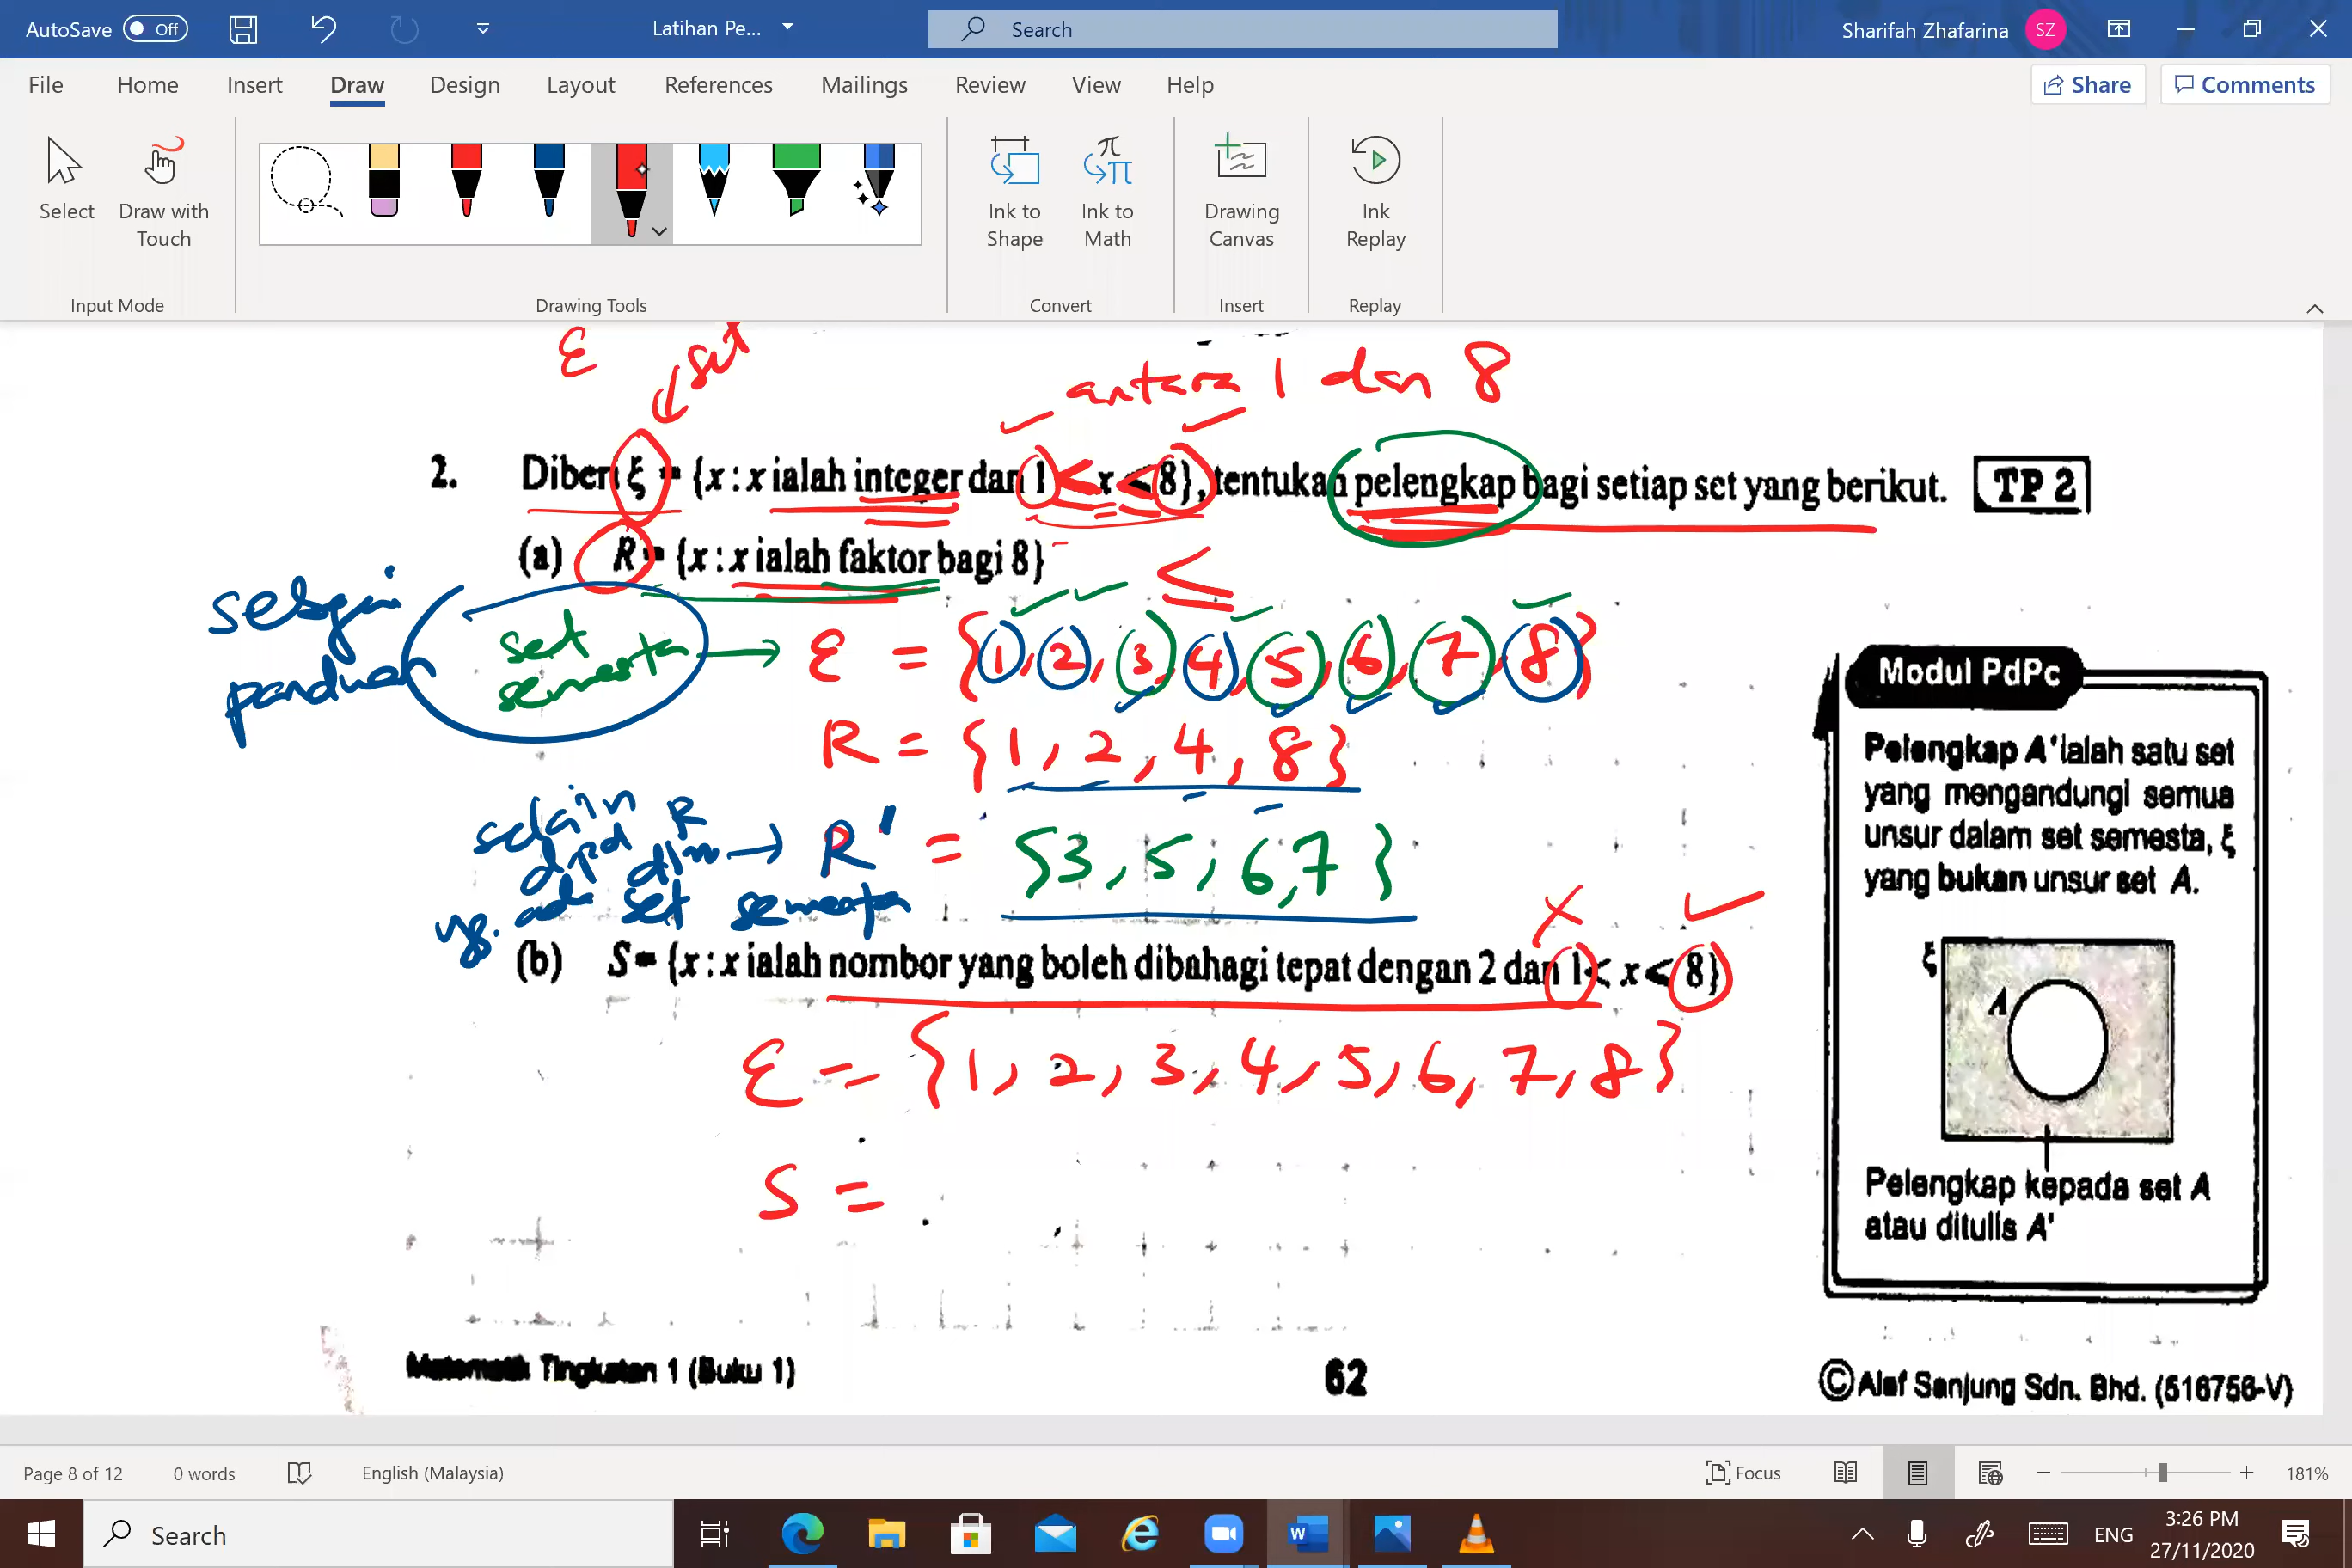 AutoSave Off Latihan Pe... Search Sharifah Zhafarina SZ
File Home Insert Draw Design Layout References Mailings Review View Help Share Comments
Select Draw with Touch Ink to Shape Ink to Math Drawing Canvas Ink Replay
Input Mode Drawing Tools Convert Insert Replay
ξ set
antara 1 dan 8
2. Diberi ξ = {x : x ialah integer dan 1 ⩽ x ⩽ 8}, tentukan pelengkap bagi setiap set yang berikut. TP 2
(a) R = {x : x ialah faktor bagi 8}
≤
sebgai panduan
set semesta → ξ = {1, 2, 3, 4, 5, 6, 7, 8}
R = {1, 2, 4, 8}
selain dpd R yg. ada dlm set semesta → R' = {3, 5, 6, 7}
(b) S = {x : x ialah nombor yang boleh dibahagi tepat dengan 2 dan 1 < x ⩽ 8}
ξ = {1, 2, 3, 4, 5, 6, 7, 8}
S =
Modul PdPc
Pelengkap A' ialah satu set
yang mengandungi semua
unsur dalam set semesta, ξ
yang bukan unsur set A.
ξ
A
Pelengkap kepada set A
atau ditulis A'
Matematik Tingkatan 1 (Buku 1) 62 © Alaf Sanjung Sdn. Bhd. (516756-V)
Page 8 of 12 0 words English (Malaysia) Focus 181%
Search ENG 3:26 PM
27/11/2020